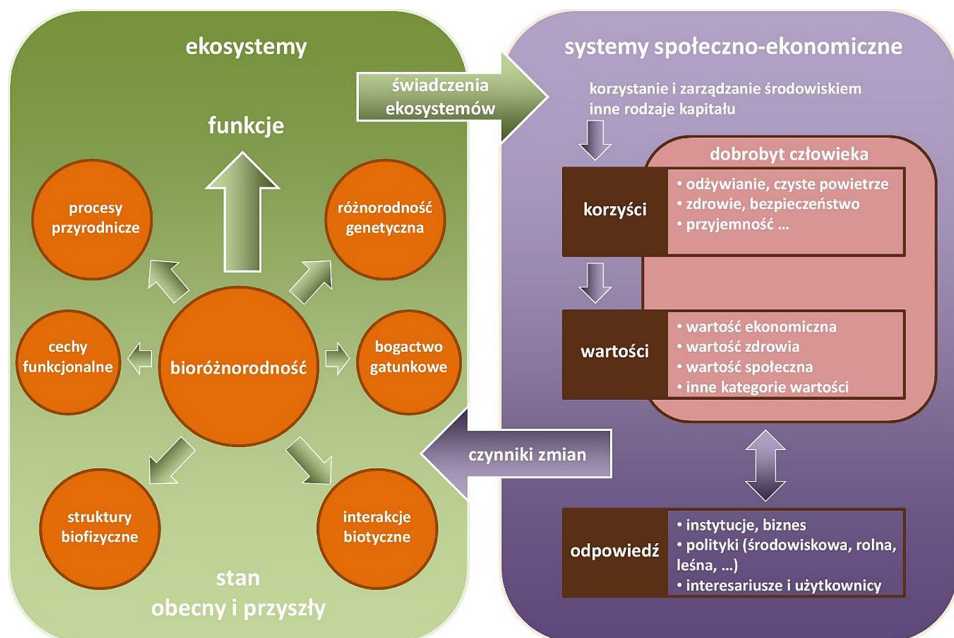 ekosystemy
funkcje
procesy
przyrodnicze
różnorodność
genetyczna
cechy
funkcjonalne
bioróżnorodność
bogactwo
gatunkowe
struktury
biofizyczne
interakcje
biotyczne
stan
obecny i przyszły
świadczenia
ekosystemów
czynniki zmian
systemy społeczno-ekonomiczne
korzystanie i zarządzanie środowiskiem
inne rodzaje kapitału
dobrobyt człowieka
korzyści
• odżywianie, czyste powietrze
• zdrowie, bezpieczeństwo
• przyjemność ...
wartości
• wartość ekonomiczna
• wartość zdrowia
• wartość społeczna
• inne kategorie wartości
odpowiedź
• instytucje, biznes
• polityki (środowiskowa, rolna,
leśna, ...)
• interesariusze i użytkownicy